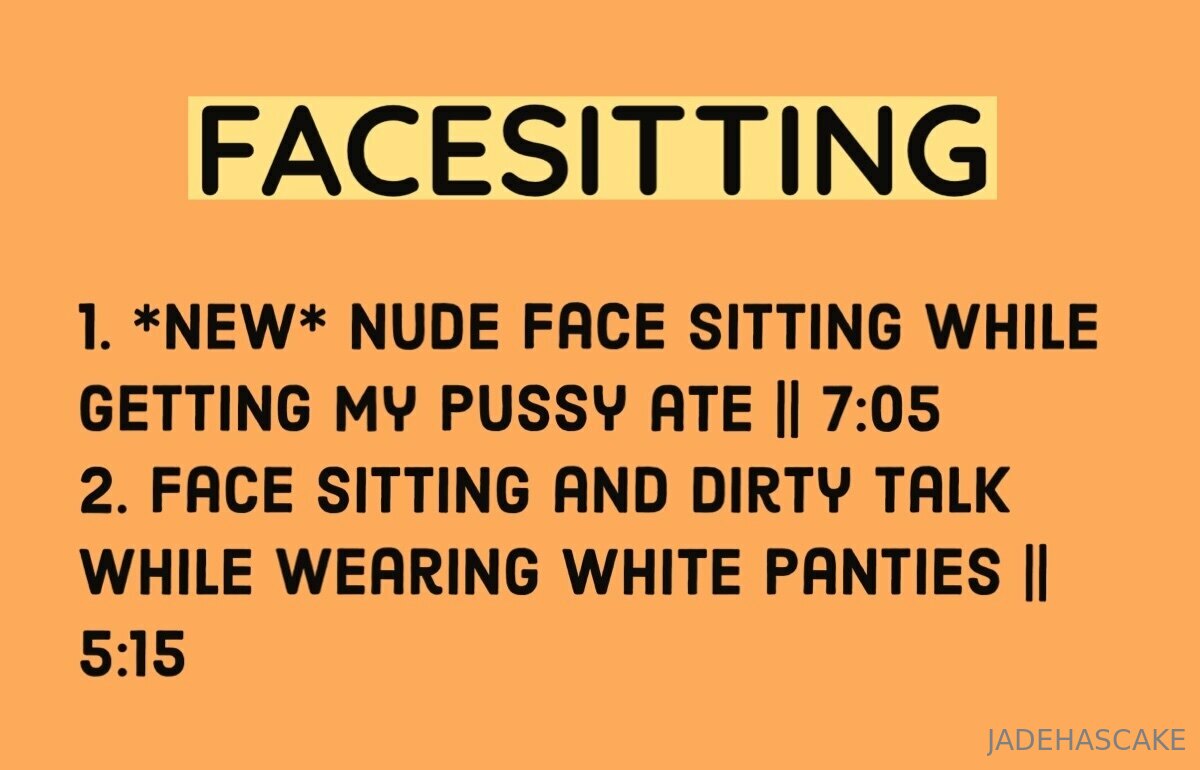 FACESITTING
1. *NEW* NUDE FACE SITTING WHILE
GETTING MY PUSSY ATE || 7:05
2. FACE SITTING AND DIRTY TALK
WHILE WEARING WHITE PANTIES ||
5:15
JADEHASCAKE